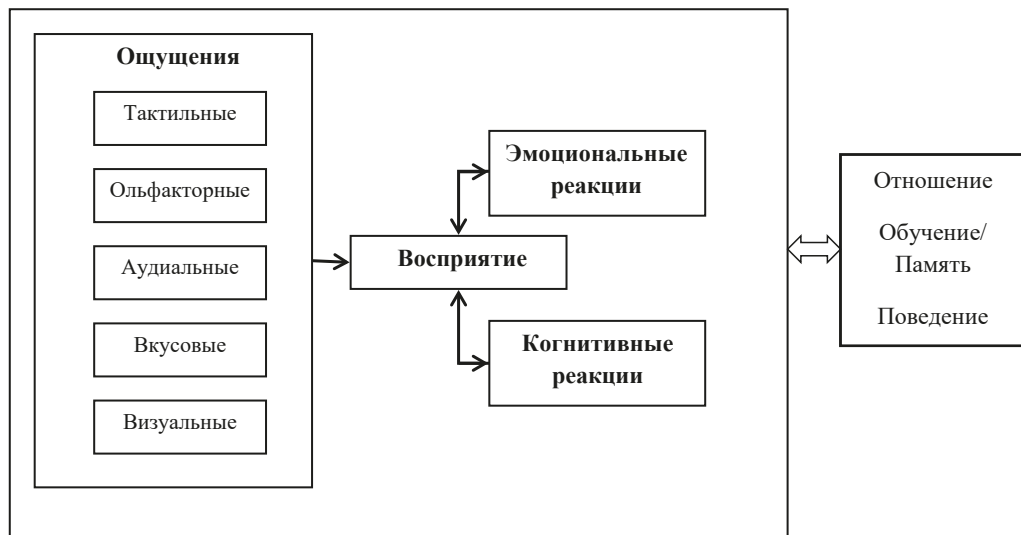 Ощущения
Тактильные
Ольфакторные
Аудиальные
Вкусовые
Визуальные
Восприятие
Эмоциональные
реакции
Когнитивные
реакции
Отношение
Обучение/
Память
Поведение